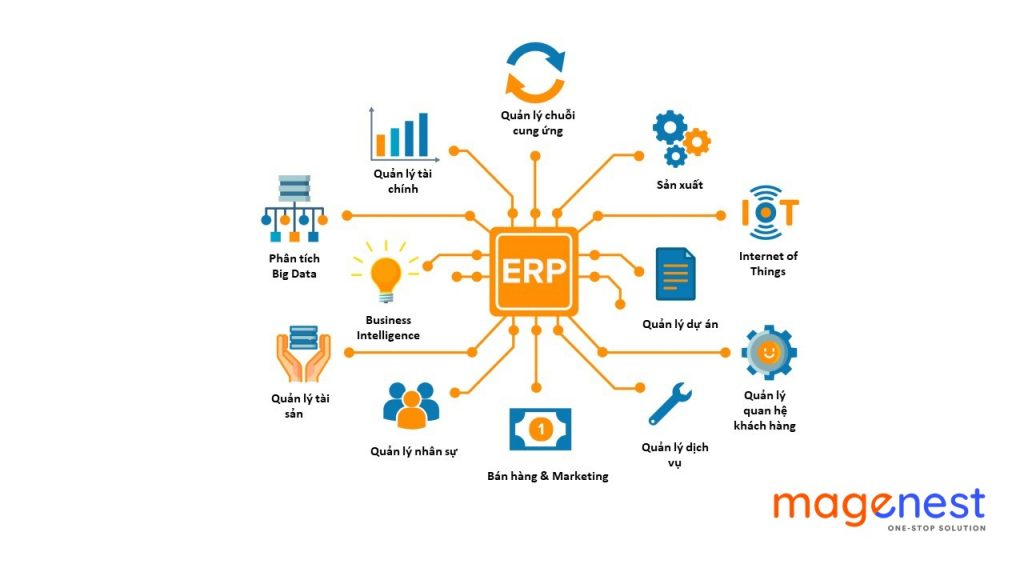 Quản lý chuỗi
cung ứng
Quản lý tài
chính
Sản xuất
IOT
Phân tích
Big Data
Internet of
Things
ERP
Business
Intelligence
Quản lý dự án
Quản lý tài
sản
Quản lý
quan hệ
khách hàng
Quản lý nhân sự
1
Bán hàng & Marketing
Quản lý dịch
vụ
magenest
ONE-STOP SOLUTION